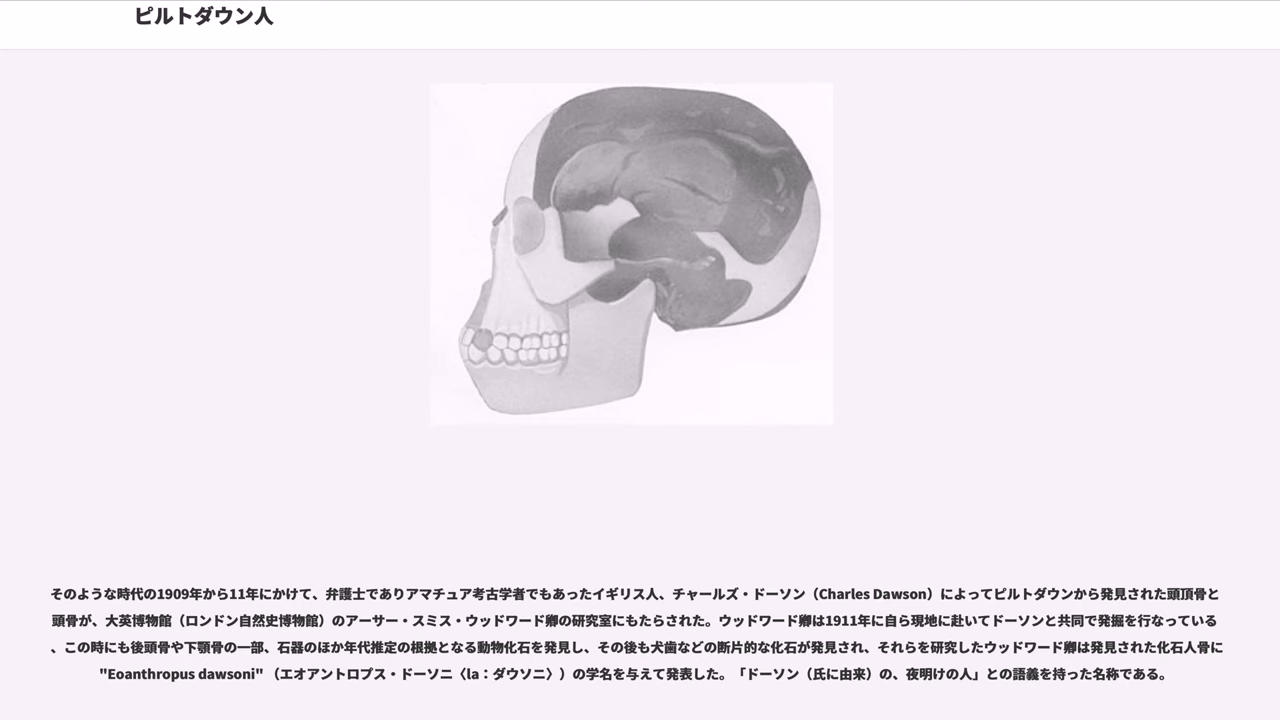 ピルトダウン人
そのような時代の1909年から11年にかけて、弁護士でありアマチュア考古学者でもあったイギリス人、チャールズ・ドーソン（Charles Dawson）によってピルトダウンから発見された頭頂骨と
頭骨が、大英博物館（ロンドン自然史博物館）のアーサー・スミス・ウッドワード卿の研究室にもたらされた。ウッドワード卿は1911年に自ら現地に赴いてドーソンと共同で発掘を行なっている
、この時にも後頭骨や下顎骨の一部、石器のほか年代推定の根拠となる動物化石を発見し、その後も犬歯などの断片的な化石が発見され、それらを研究したウッドワード卿は発見された化石人骨に
"Eoanthropus dawsoni" （エオアントロプス・ドーソニ〈la：ダウソニ〉）の学名を与えて発表した。「ドーソン（氏に由来）の、夜明けの人」との語義を持った名称である。